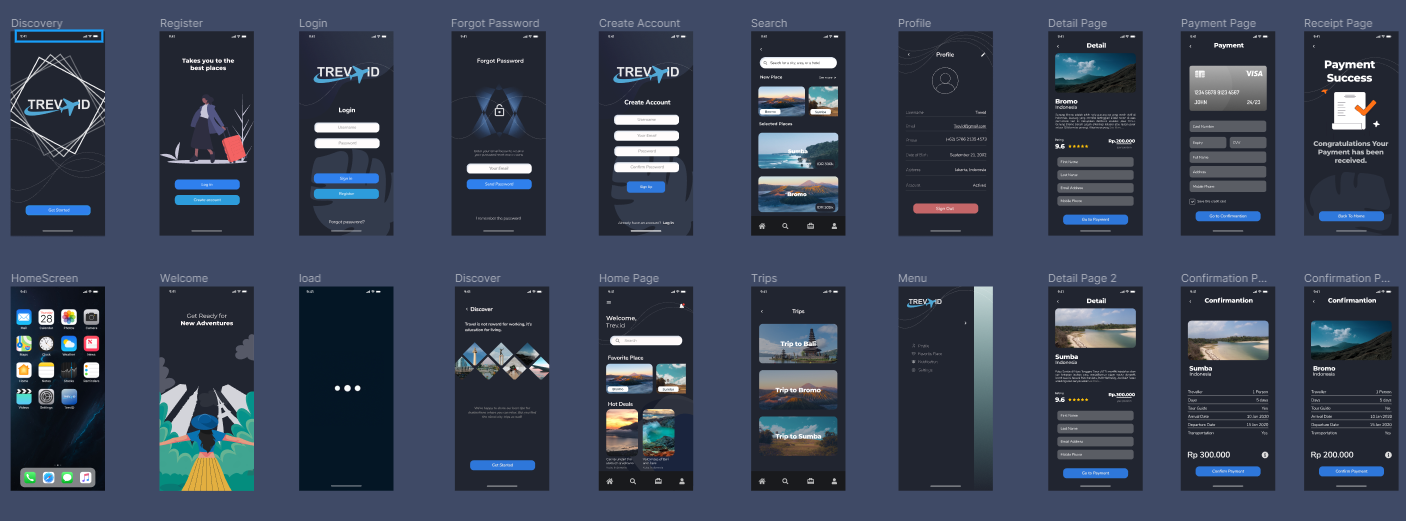 Discovery
Register
Login
Forgot Password
Create Account
Search
Profile
Detail Page
Payment Page
Receipt Page
9:41
TREV ID
Get Started
9:41
Takes you to the
best places
Log in
Create account
9:41
TREV ID
Login
Username
Password
Sign in
Register
Forgot password?
9:41
Forgot Password
Your Email
Send Password
I remember the password
9:41
TREV ID
Create Account
Username
Your Email
Password
Confirm Password
Sign Up
Already have an account? Log in
9:41
Search on a city, way, or a hotel
New Place
See more >
Bromo
Sumba
Selected Places
Sumba
Bromo
9:41
Profile
Username
Trevid
Email
Trevid@gmail.com
Phone
(+62) 5786 2135 4573
Date of Birth
September 21, 2002
Address
Jakarta, Indonesia
Account
Active
Sign Out
9:41
Detail
Bromo
Indonesia
Rp.200.000
9.6 ★★★★★
First Name
Last Name
Email Address
Mobile Phone
Go to Payment
9:41
Payment
VISA
1234 5678 9123 4567
JOHN
24/23
Card Number
Expiry
CVV
Full Name
Address
Mobile Phone
Save this credit card
Go to Confirmantion
9:41
Payment
Success
Congratulations Your
Payment has been
received.
Back To Home
HomeScreen
Welcome
load
Discover
Home Page
Trips
Menu
Detail Page 2
Confirmation P...
Confirmation P...
9:41
Mail
Calendar
Photos
Camera
28
Maps
Clock
Weather
News
Home
Notes
Stocks
Reminders
Videos
Settings
Trev.ID
9:41
Get Ready for
New Adventures
9:41
9:41
Discover
Travel is not reward for working, it's
education for living.
Get Started
9:41
Welcome,
Trev.id
Search
Favorite Place
Bromo
Sumba
Hot Deals
9:41
Trips
Trip to Bali
Trip to Bromo
Trip to Sumba
9:41
TREV ID
Profile
Favorite Place
Notification
Settings
9:41
Detail
Sumba
Indonesia
Rp.300.000
9.6 ★★★★★
First Name
Last Name
Email Address
Mobile Phone
Go to Payment
9:41
Confirmantion
Sumba
Indonesia
Traveller
1 Person
Days
5 days
Tour Guide
Yes
Arrival Date
10 Jan 2020
Departure Date
15 Jan 2020
Transportation
Yes
Rp 300.000
Confirm Payment
9:41
Confirmantion
Bromo
Indonesia
Traveller
1 Person
Days
5 days
Tour Guide
No
Arrival Date
10 Jan 2020
Departure Date
15 Jan 2020
Transportation
Yes
Rp 200.000
Confirm Payment